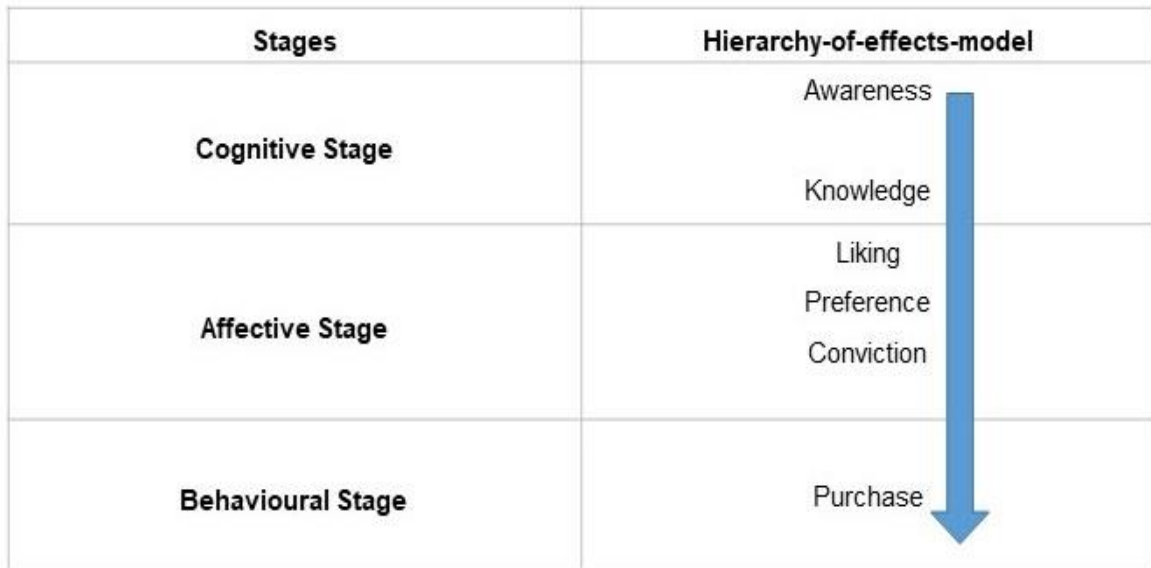 Stages
Hierarchy-of-effects-model
Cognitive Stage
Awareness
Knowledge
Affective Stage
Liking
Preference
Conviction
Behavioural Stage
Purchase